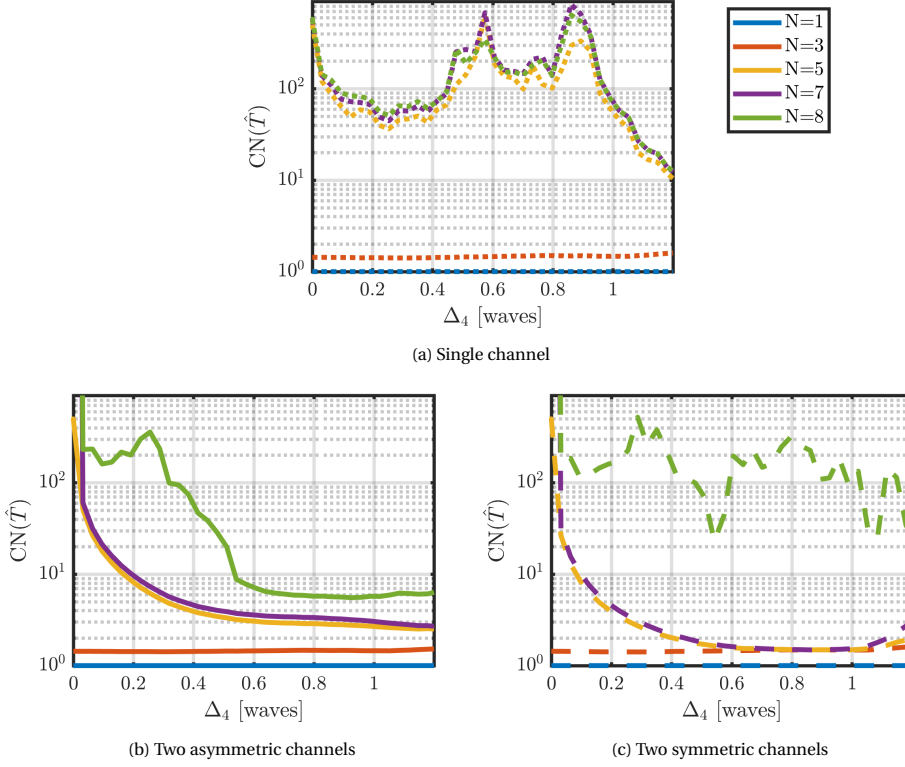 N=1
N=3
N=5
N=7
N=8
CN(T̂)
10²
10¹
10⁰
0 0.2 0.4 0.6 0.8 1
Δ₄ [waves]
(a) Single channel
CN(T̂)
10²
10¹
10⁰
0 0.2 0.4 0.6 0.8 1
Δ₄ [waves]
(b) Two asymmetric channels
CN(T̂)
10²
10¹
10⁰
0 0.2 0.4 0.6 0.8 1
Δ₄ [waves]
(c) Two symmetric channels